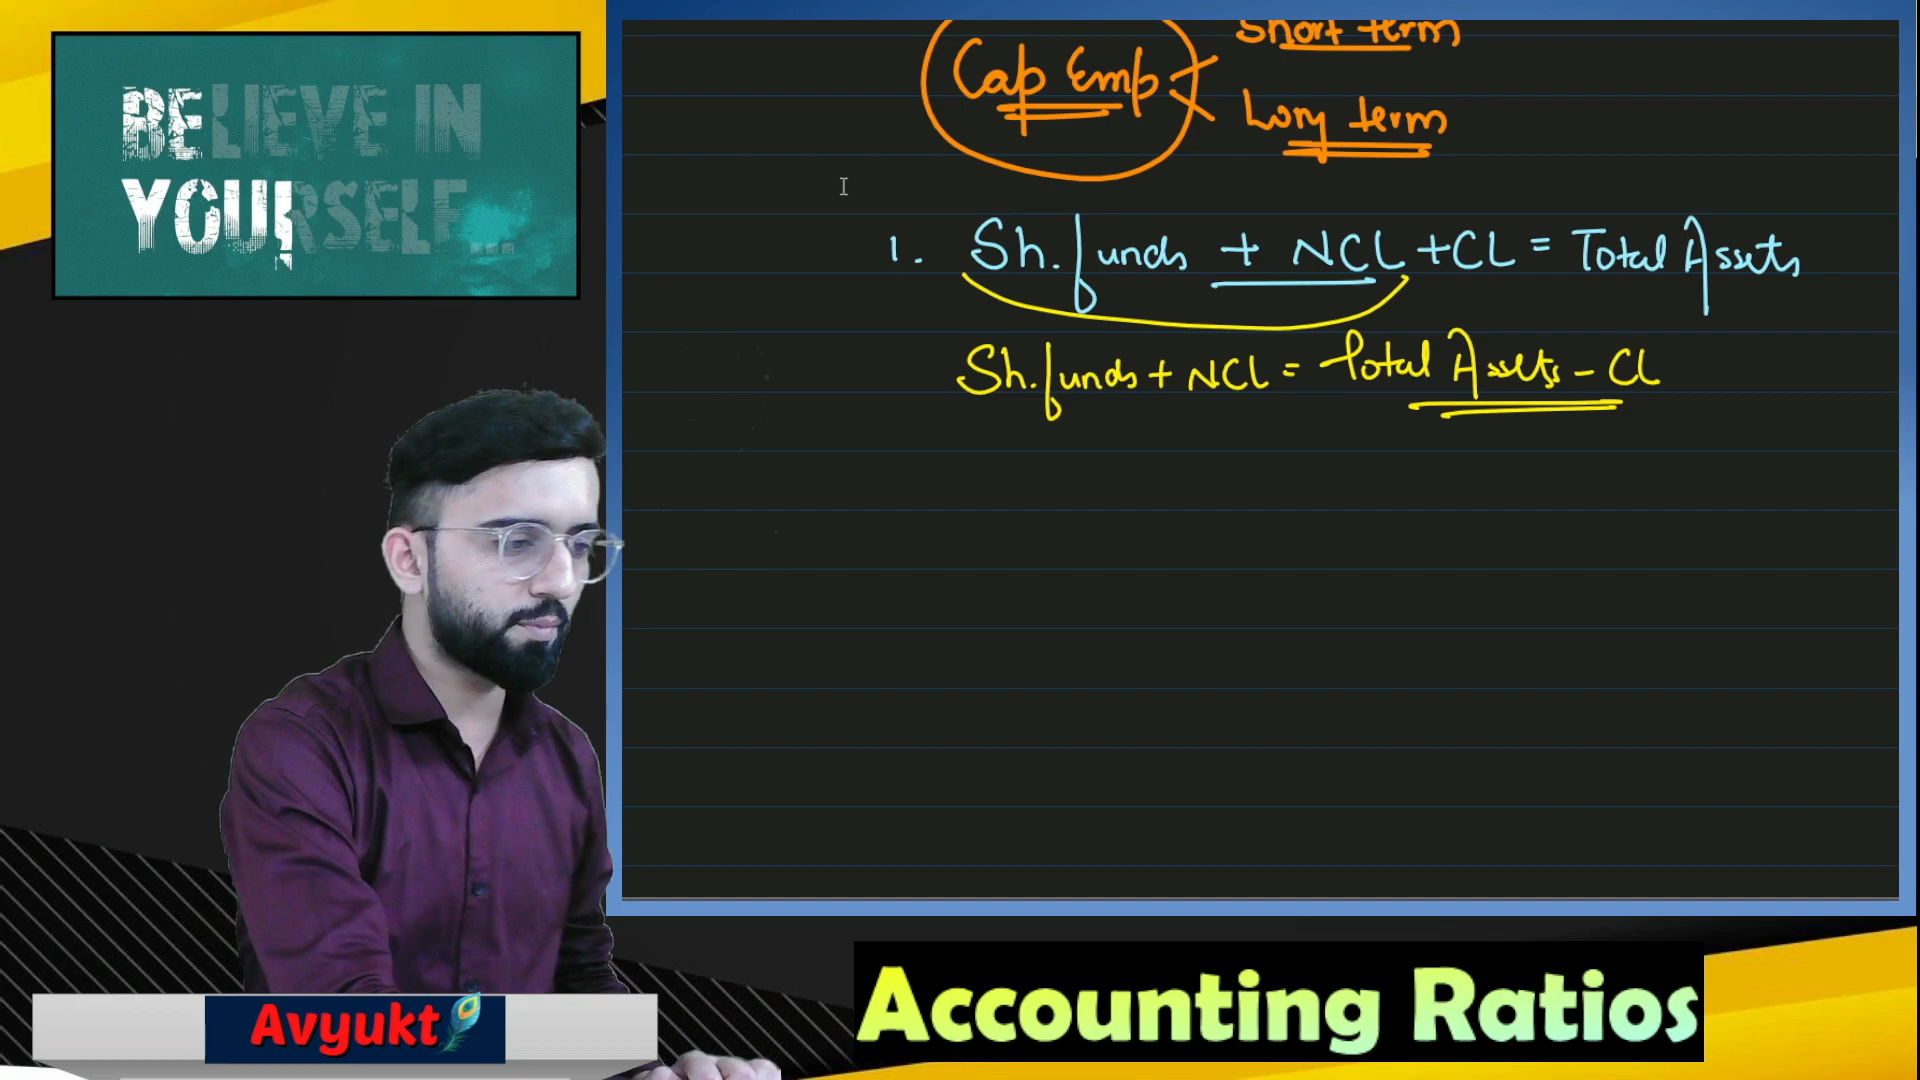 BELIEVE IN
YOURSELF...
Short term
Cap Emp
Long term
1. Sh. funds + NCL + CL = Total Assets
Sh. funds + NCL = Total Assets - CL
Avyukt
Accounting Ratios